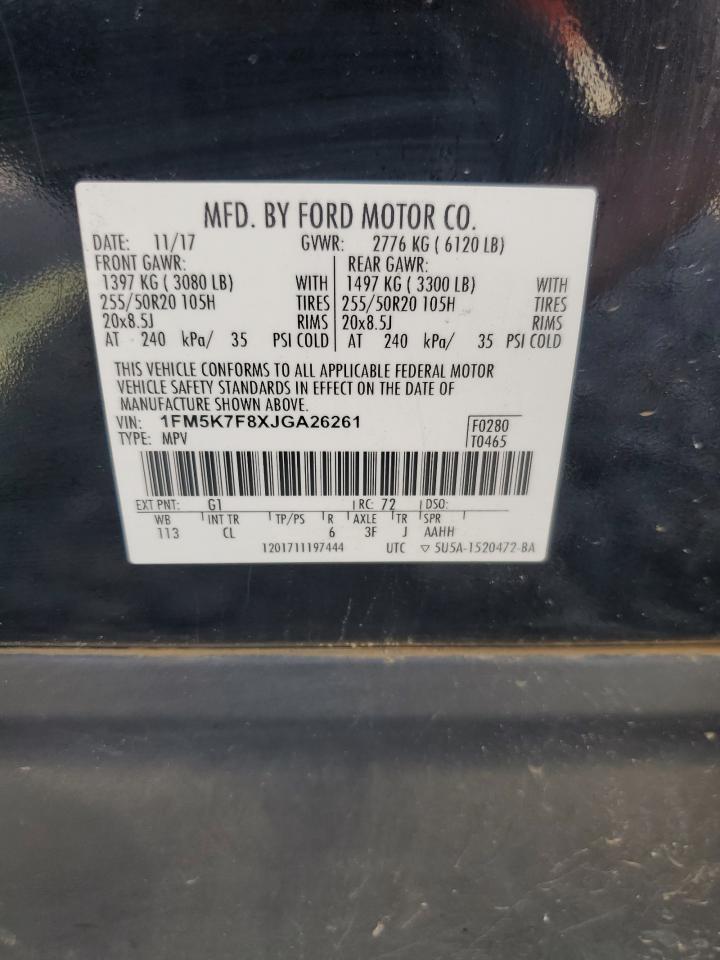 MFD. BY FORD MOTOR CO.
DATE: 11/17 GVWR: 2776 KG ( 6120 LB)
FRONT GAWR: REAR GAWR:
1397 KG ( 3080 LB) WITH 1497 KG ( 3300 LB) WITH
255/50R20 105H TIRES 255/50R20 105H TIRES
20x8.5J RIMS 20x8.5J RIMS
AT 240 kPa/ 35 PSI COLD AT 240 kPa/ 35 PSI COLD
THIS VEHICLE CONFORMS TO ALL APPLICABLE FEDERAL MOTOR
VEHICLE SAFETY STANDARDS IN EFFECT ON THE DATE OF
MANUFACTURE SHOWN ABOVE.
VIN: 1FM5K7F8XJGA26261 F0280
TYPE: MPV T0465
EXT PNT: G1 RC: 72 DSO:
WB INT TR TP/PS R AXLE TR SPR
113 CL 6 3F J AAHH
1201711197444 UTC ▽ 5U5A-1520472-BA